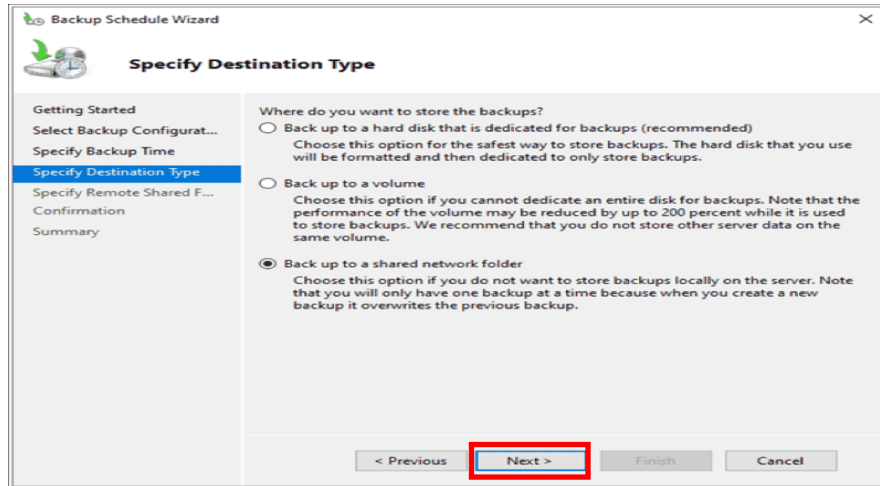 Backup Schedule Wizard
Specify Destination Type
Getting Started
Select Backup Configurat...
Specify Backup Time
Specify Destination Type
Specify Remote Shared F...
Confirmation
Summary
Where do you want to store the backups?
Back up to a hard disk that is dedicated for backups (recommended)
Choose this option for the safest way to store backups. The hard disk that you use
will be formatted and then dedicated to only store backups.
Back up to a volume
Choose this option if you cannot dedicate an entire disk for backups. Note that the
performance of the volume may be reduced by up to 200 percent while it is used
to store backups. We recommend that you do not store other server data on the
same volume.
Back up to a shared network folder
Choose this option if you do not want to store backups locally on the server. Note
that you will only have one backup at a time because when you create a new
backup it overwrites the previous backup.
< Previous
Next >
Finish
Cancel